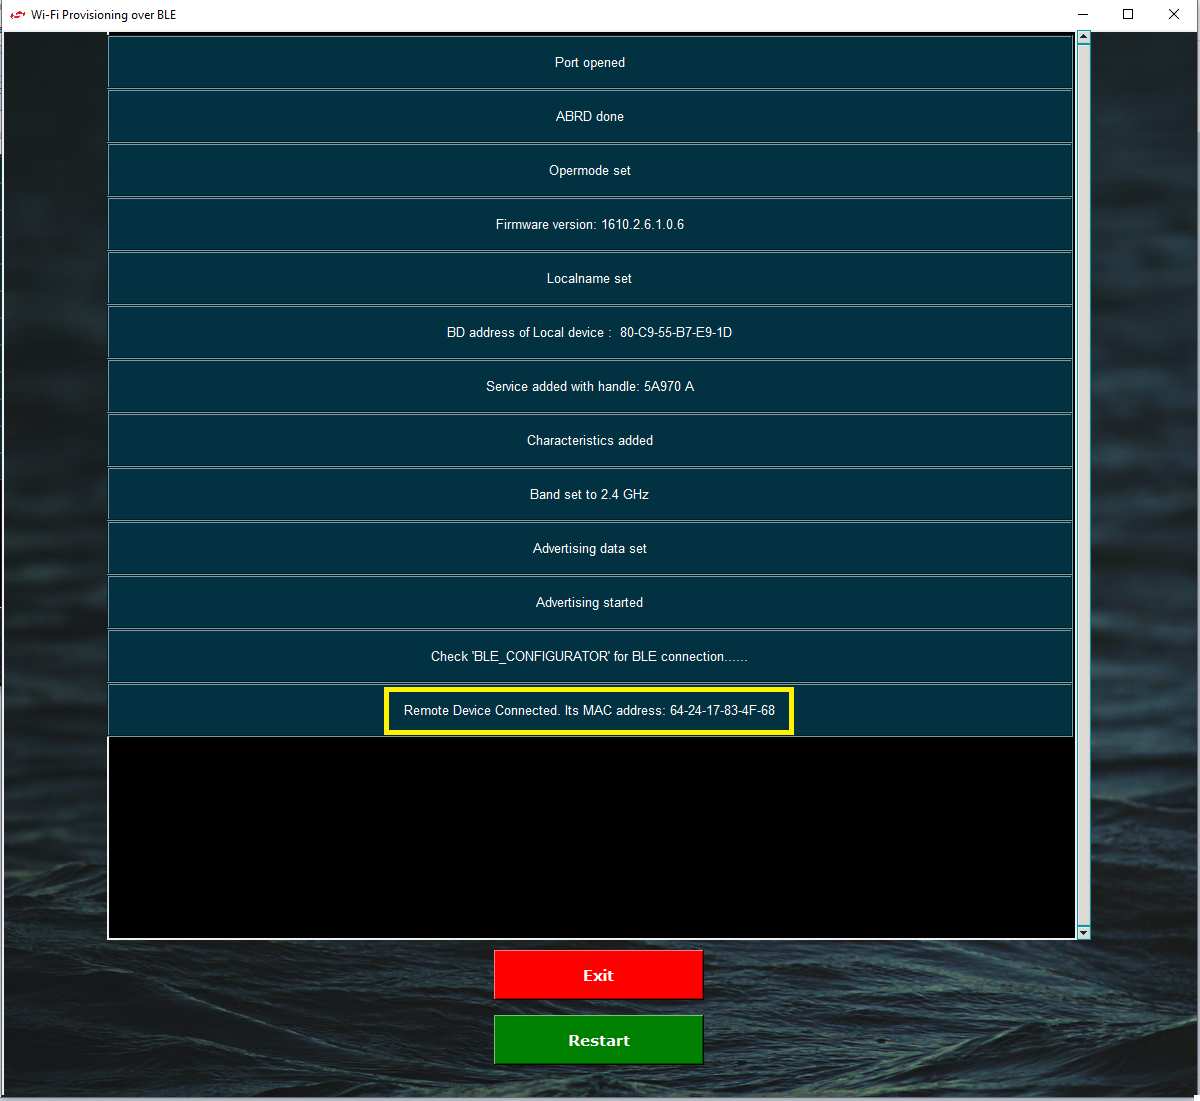 Wi-Fi Provisioning over BLE
Port opened
ABRD done
Opermode set
Firmware version: 1610.2.6.1.0.6
Localname set
BD address of Local device :  80-C9-55-B7-E9-1D
Service added with handle: 5A970 A
Characteristics added
Band set to 2.4 GHz
Advertising data set
Advertising started
Check 'BLE_CONFIGURATOR' for BLE connection......
Remote Device Connected. Its MAC address: 64-24-17-83-4F-68
Exit
Restart